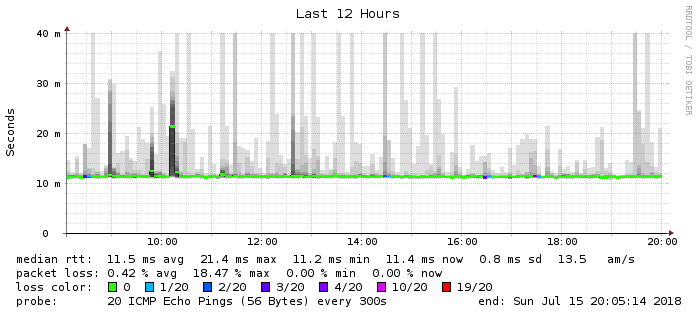 Last 12 Hours
RRDTOOL / TOBI OETIKER
Seconds
40 m
30 m
20 m
10 m
0
10:00 12:00 14:00 16:00 18:00 20:00
median rtt: 11.5 ms avg 21.4 ms max 11.2 ms min 11.4 ms now 0.8 ms sd 13.5 am/s
packet loss: 0.42 % avg 18.47 % max 0.00 % min 0.00 % now
loss color: 0 1/20 2/20 3/20 4/20 10/20 19/20
probe: 20 ICMP Echo Pings (56 Bytes) every 300s end: Sun Jul 15 20:05:14 2018